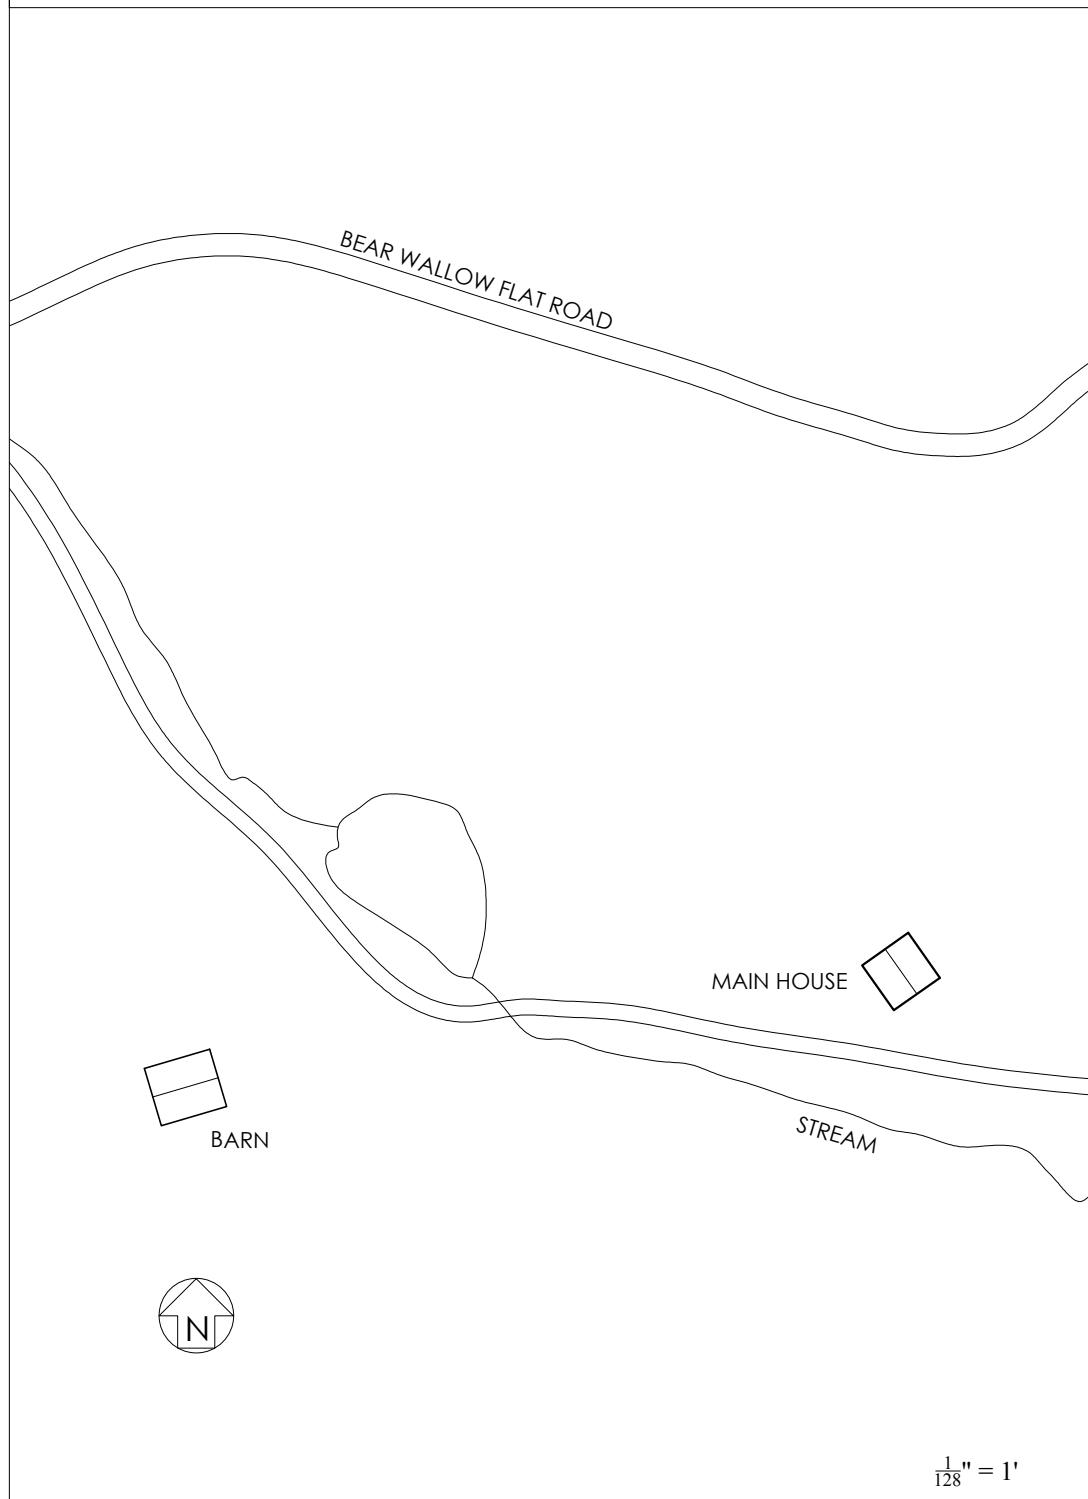 BEAR WALLOW FLAT ROAD
MAIN HOUSE
STREAM
BARN
N
1/128" = 1'